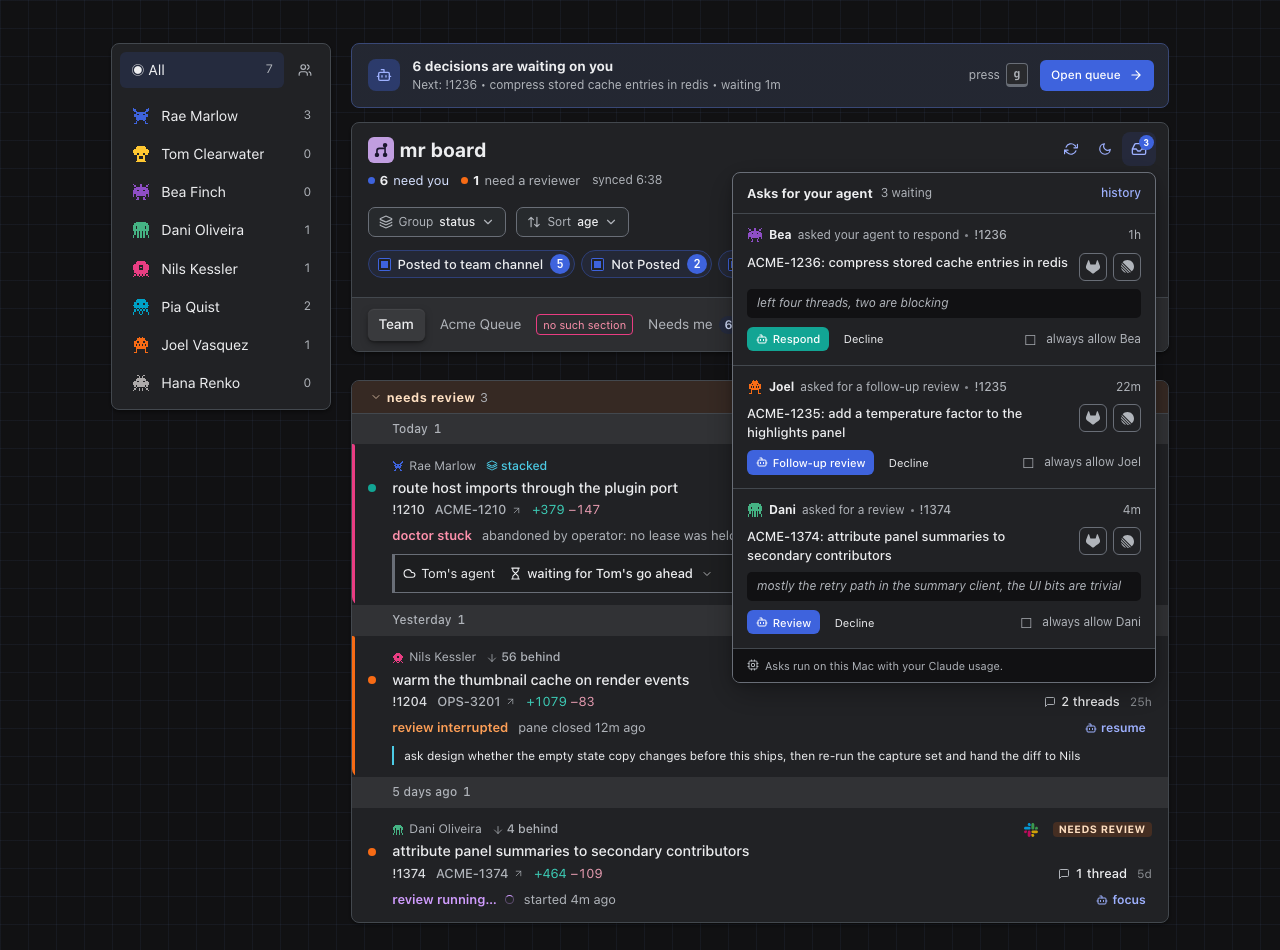 All 7
Rae Marlow 3
Tom Clearwater 0
Bea Finch 0
Dani Oliveira 1
Nils Kessler 1
Pia Quist 2
Joel Vasquez 1
Hana Renko 0
6 decisions are waiting on you
Next: !1236 • compress stored cache entries in redis • waiting 1m
press g Open queue →
mr board
3
6 need you 1 need a reviewer synced 6:38
Group status Sort age
Posted to team channel 5 Not Posted 2
Team Acme Queue no such section Needs me 6
Asks for your agent 3 waiting history
Bea asked your agent to respond • !1236 1h
ACME-1236: compress stored cache entries in redis
left four threads, two are blocking
Respond Decline always allow Bea
Joel asked for a follow-up review • !1235 22m
ACME-1235: add a temperature factor to the
highlights panel
Follow-up review Decline always allow Joel
Dani asked for a review • !1374 4m
ACME-1374: attribute panel summaries to
secondary contributors
mostly the retry path in the summary client, the UI bits are trivial
Review Decline always allow Dani
Asks run on this Mac with your Claude usage.
needs review 3
Today 1
Rae Marlow stacked
route host imports through the plugin port
!1210 ACME-1210 ↗ +379 −147
doctor stuck abandoned by operator: no lease was held
Tom's agent waiting for Tom's go ahead
Yesterday 1
Nils Kessler ↓ 56 behind
warm the thumbnail cache on render events
!1204 OPS-3201 ↗ +1079 −83 2 threads 25h
review interrupted pane closed 12m ago resume
ask design whether the empty state copy changes before this ships, then re-run the capture set and hand the diff to Nils
5 days ago 1
Dani Oliveira ↓ 4 behind NEEDS REVIEW
attribute panel summaries to secondary contributors
!1374 ACME-1374 ↗ +464 −109 1 thread 5d
review running... started 4m ago focus